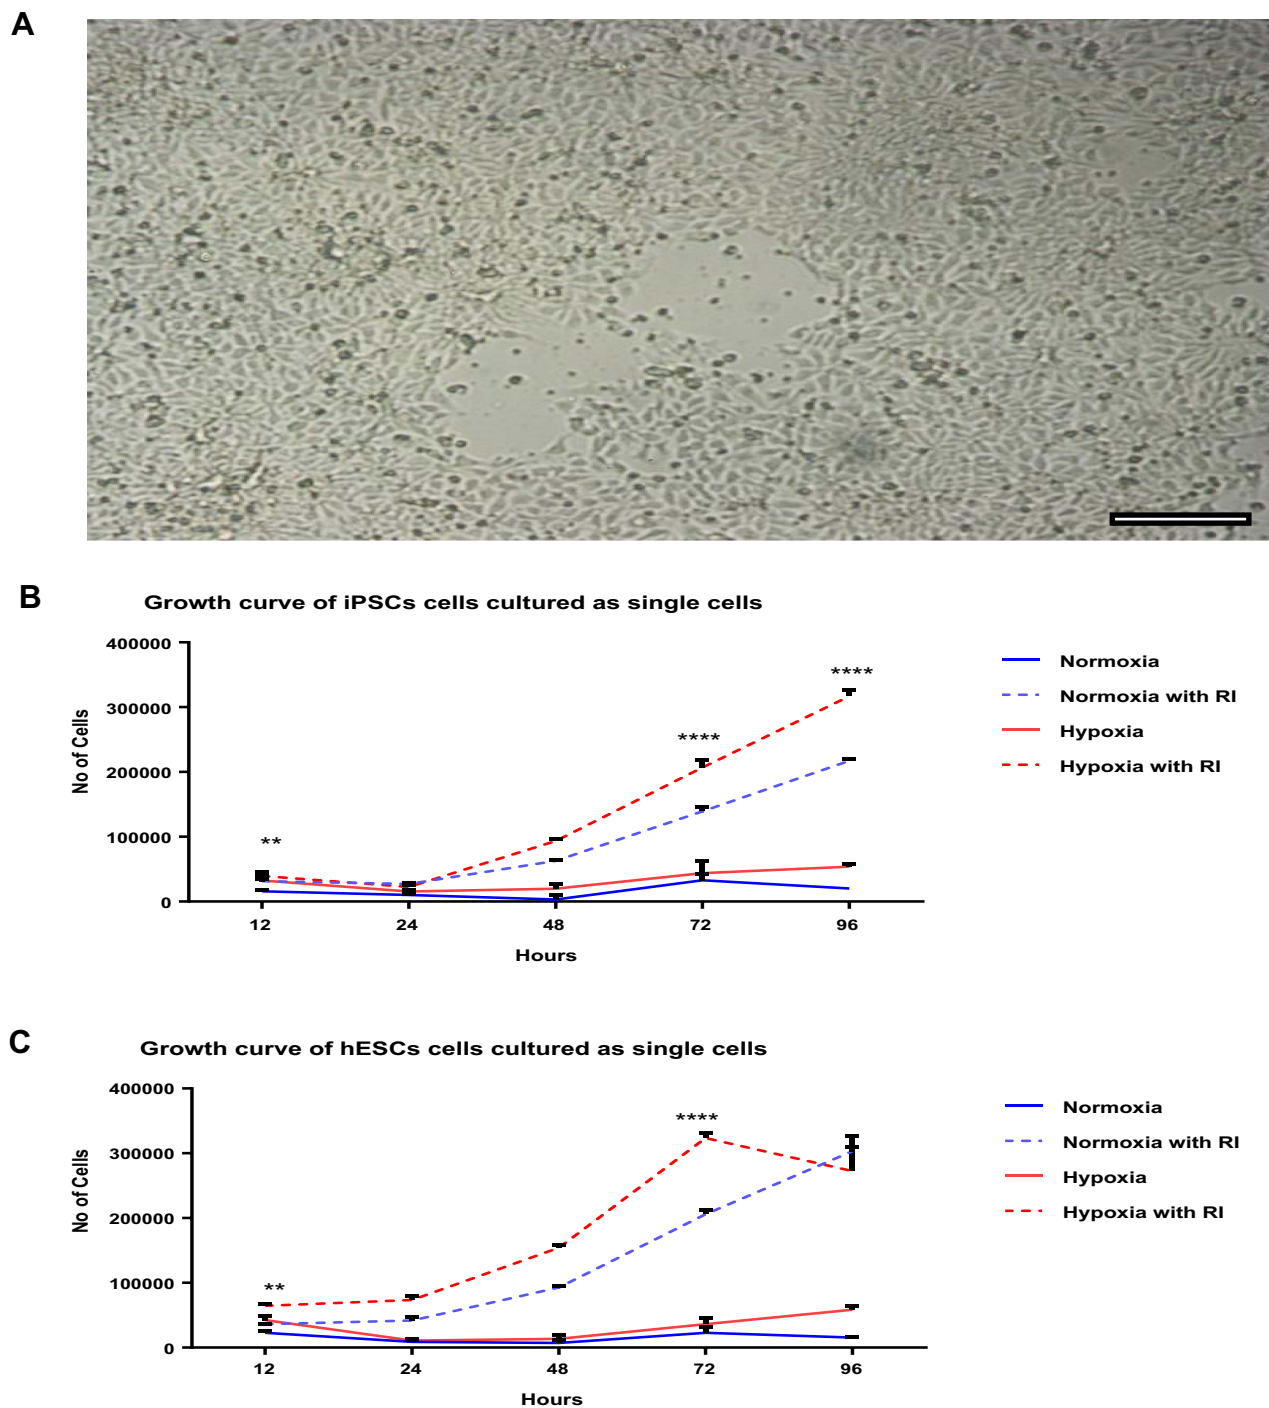 A
B
Growth curve of iPSCs cells cultured as single cells
400000
300000
200000
100000
0
No of Cells
**
****
****
12 24 48 72 96
Hours
Normoxia
Normoxia with RI
Hypoxia
Hypoxia with RI
C
Growth curve of hESCs cells cultured as single cells
400000
300000
200000
100000
0
No of Cells
**
****
12 24 48 72 96
Hours
Normoxia
Normoxia with RI
Hypoxia
Hypoxia with RI